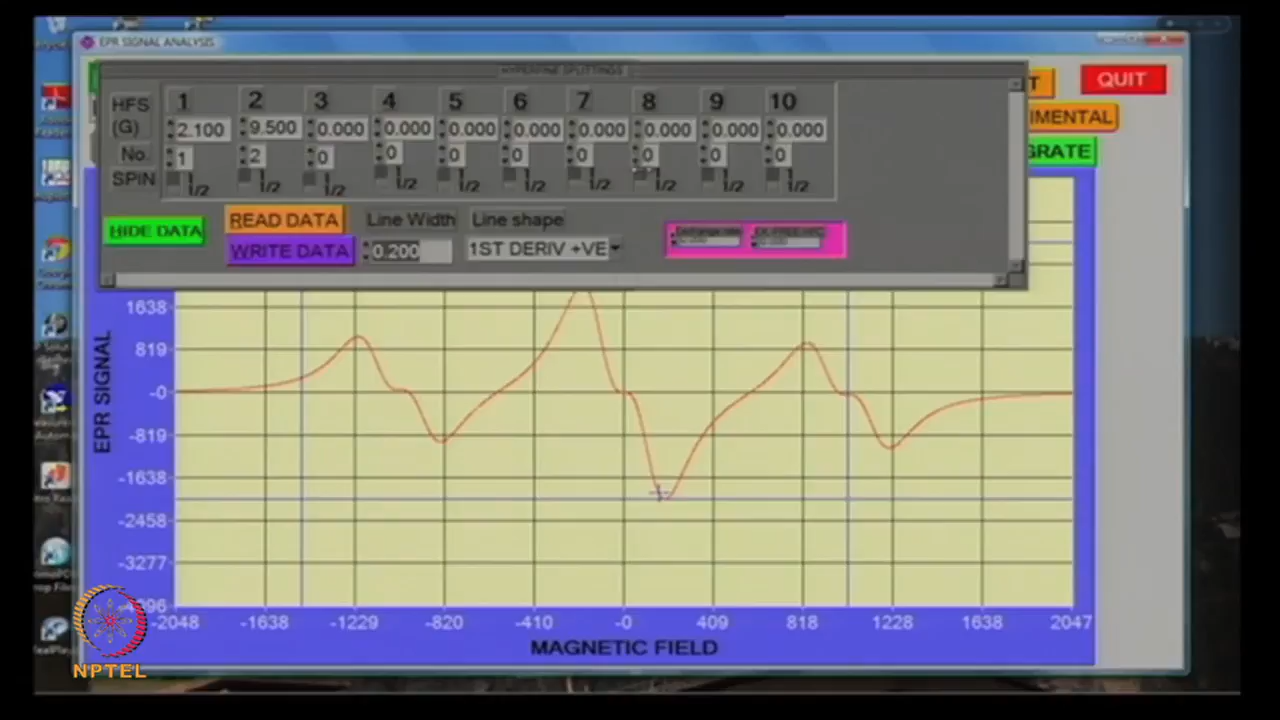 EPR SIGNAL ANALYSIS
HYPERFINE SPLITTINGS
QUIT
HFS (G)
1 2 3 4 5 6 7 8 9 10
2.100 9.500 0.000 0.000 0.000 0.000 0.000 0.000 0.000 0.000
No. 1 2 0 0 0 0 0 0 0 0
SPIN 1/2 1/2 1/2 1/2 1/2 1/2 1/2 1/2 1/2 1/2
IMENTAL
GRATE
HIDE DATA
READ DATA
WRITE DATA
Line Width
0.200
Line shape
1ST DERIV +VE
EPR SIGNAL
1638
819
-0
-819
-1638
-2458
-3277
-2048 -1638 -1229 -820 -410 -0 409 818 1228 1638 2047
MAGNETIC FIELD
NPTEL